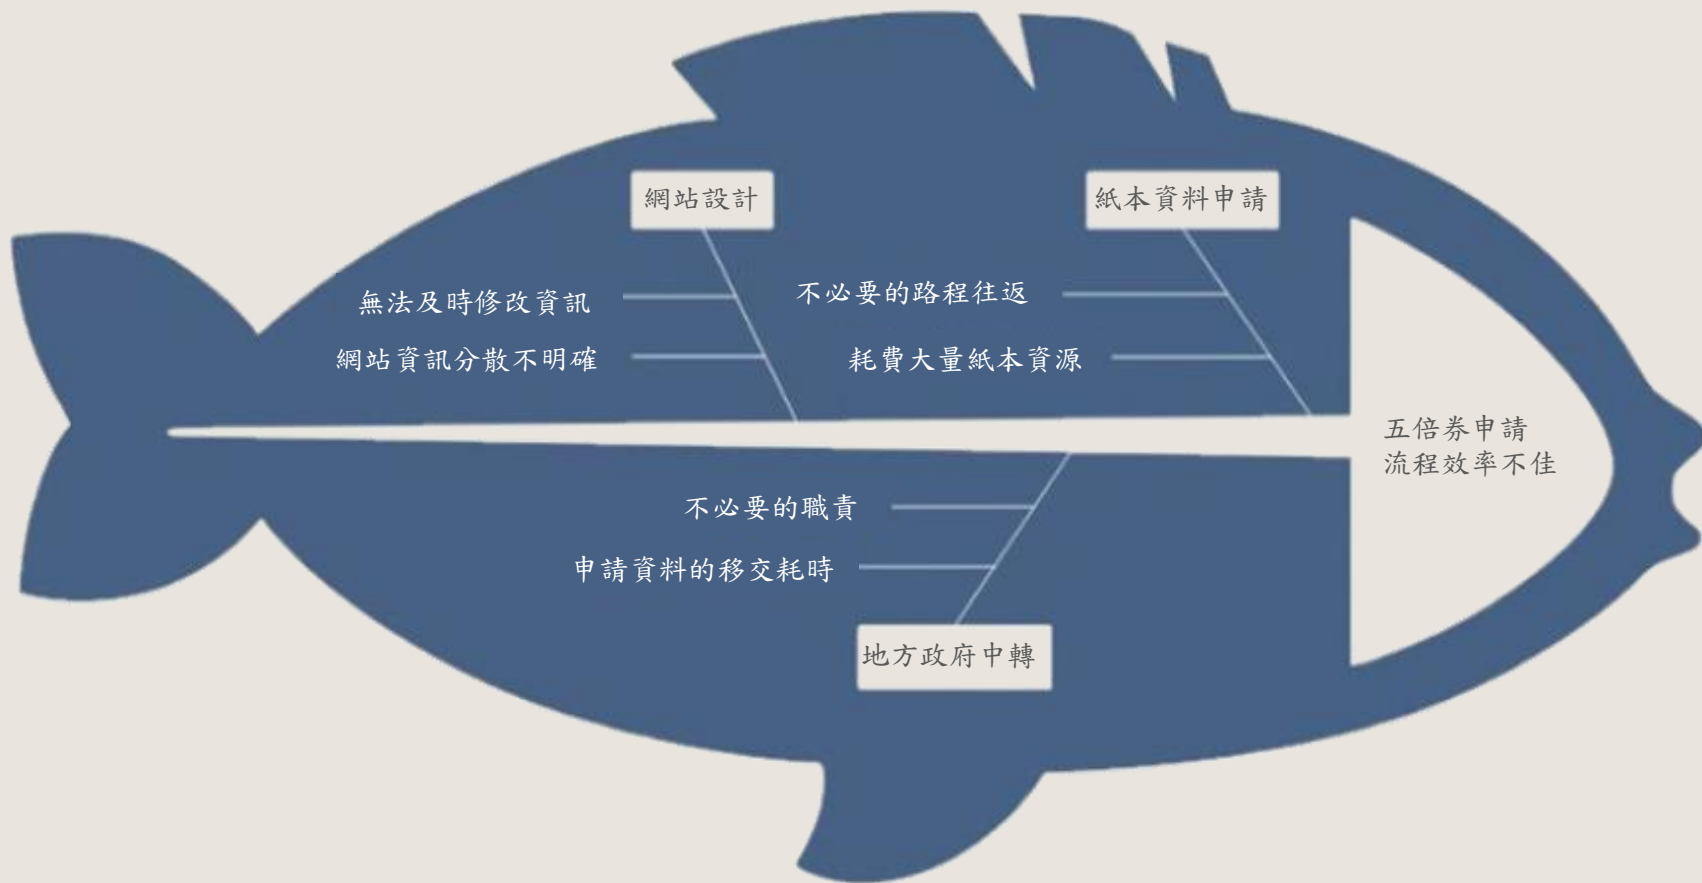 網站設計
紙本資料申請
無法及時修改資訊
不必要的路程往返
網站資訊分散不明確
耗費大量紙本資源
五倍券申請
流程效率不佳
不必要的職責
申請資料的移交耗時
地方政府中轉